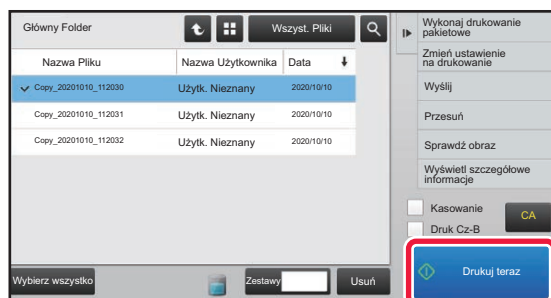 Główny Folder
Wszyst. Pliki
Nazwa Pliku
Nazwa Użytkownika
Data
Copy_20201010_112030
Użytk. Nieznany
2020/10/10
Copy_20201010_112031
Użytk. Nieznany
2020/10/10
Copy_20201010_112032
Użytk. Nieznany
2020/10/10
Wybierz wszystko
Zestawy
Usuń
Wykonaj drukowanie
pakietowe
Zmień ustawienie
na drukowanie
Wyślij
Przesuń
Sprawdź obraz
Wyświetl szczegółowe
informacje
Kasowanie
Druk Cz-B
CA
Drukuj teraz